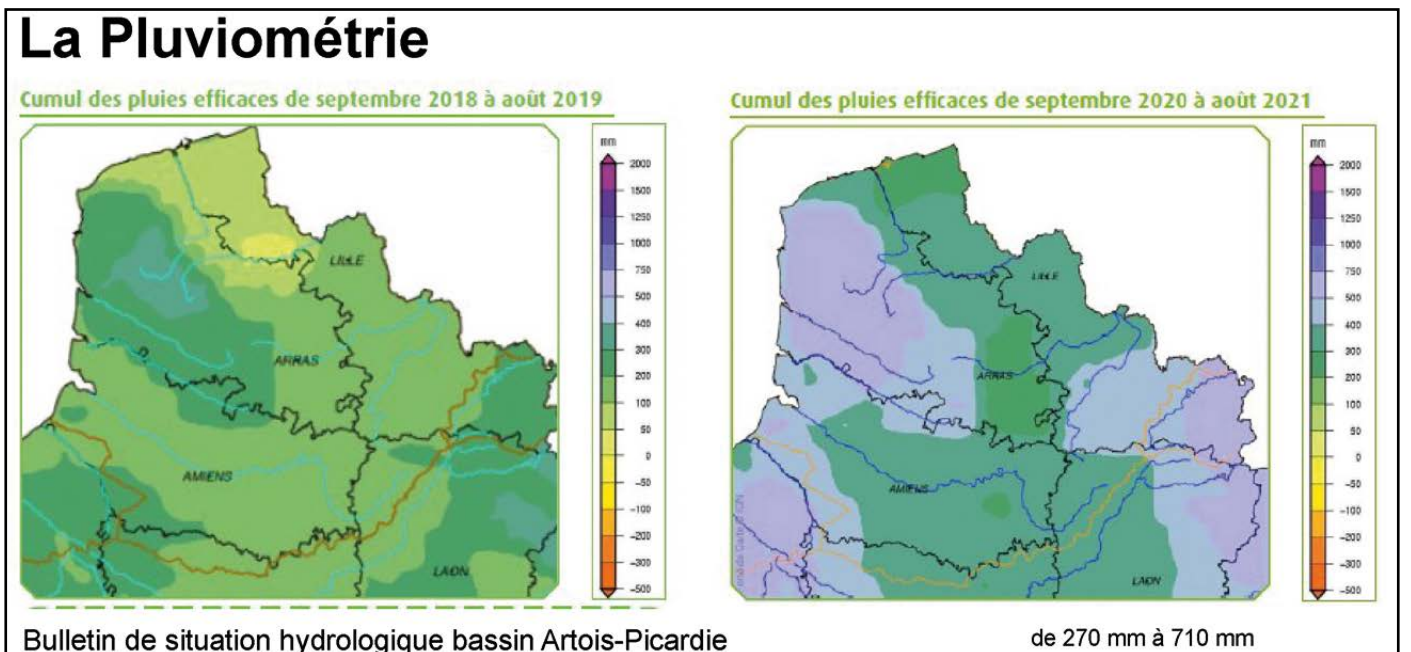 La Pluviométrie
Cumul des pluies efficaces de septembre 2018 à août 2019
mm
2000
1500
1250
1000
750
500
400
300
200
100
50
0
-50
-100
-200
-300
-500
LILLE
ARRAS
AMIENS
LAON
Cumul des pluies efficaces de septembre 2020 à août 2021
mm
2000
1500
1250
1000
750
500
400
300
200
100
50
0
-50
-100
-200
-300
-500
LILLE
ARRAS
AMIENS
LAON
Bulletin de situation hydrologique bassin Artois-Picardie
de 270 mm à 710 mm